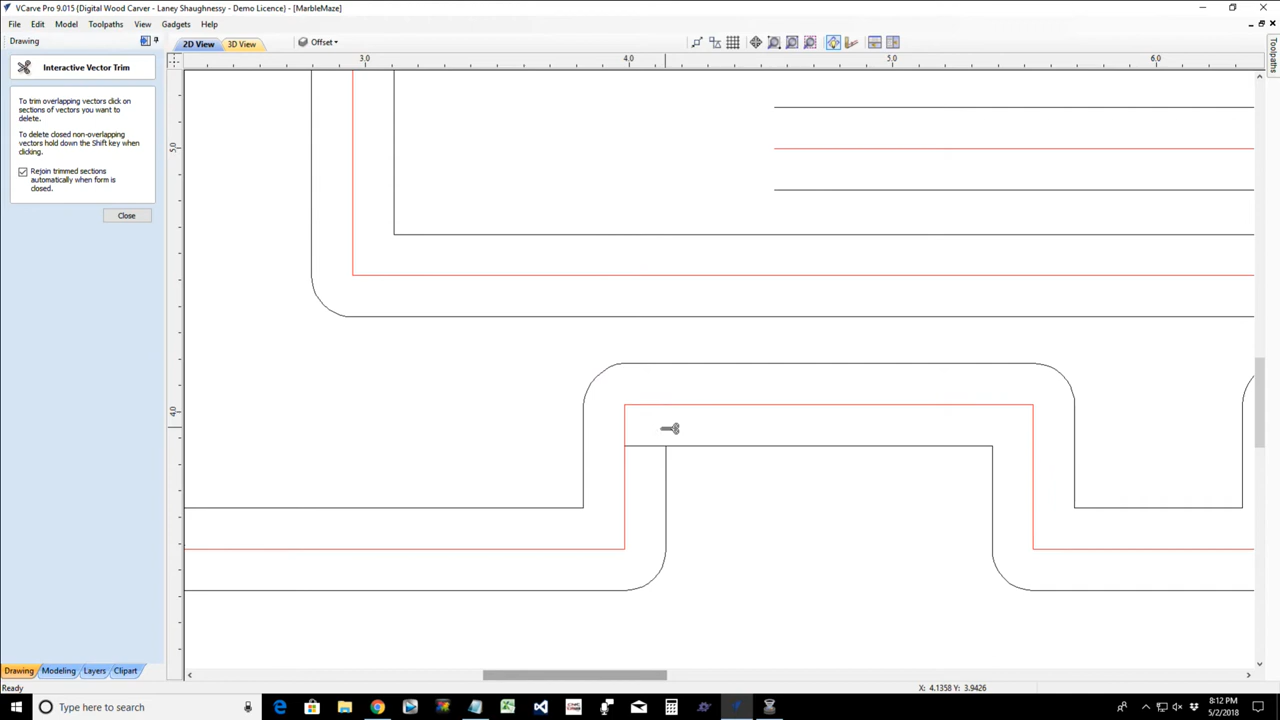 VCarve Pro 9.015 {Digital Wood Carver - Laney Shaughnessy - Demo Licence} - [MarbleMaze]
File Edit Model Toolpaths View Gadgets Help
Drawing
2D View 3D View Offset
Toolpaths
Interactive Vector Trim
To trim overlapping vectors click on
sections of vectors you want to
delete.
To delete closed non-overlapping
vectors hold down the Shift key when
clicking.
Rejoin trimmed sections
automatically when form is
closed.
Close
3.0 4.0 5.0 6.0
5.0
4.0
Drawing Modeling Layers Clipart
Ready
X: 4.1358 Y: 3.9426
Type here to search
8:12 PM
5/2/2018